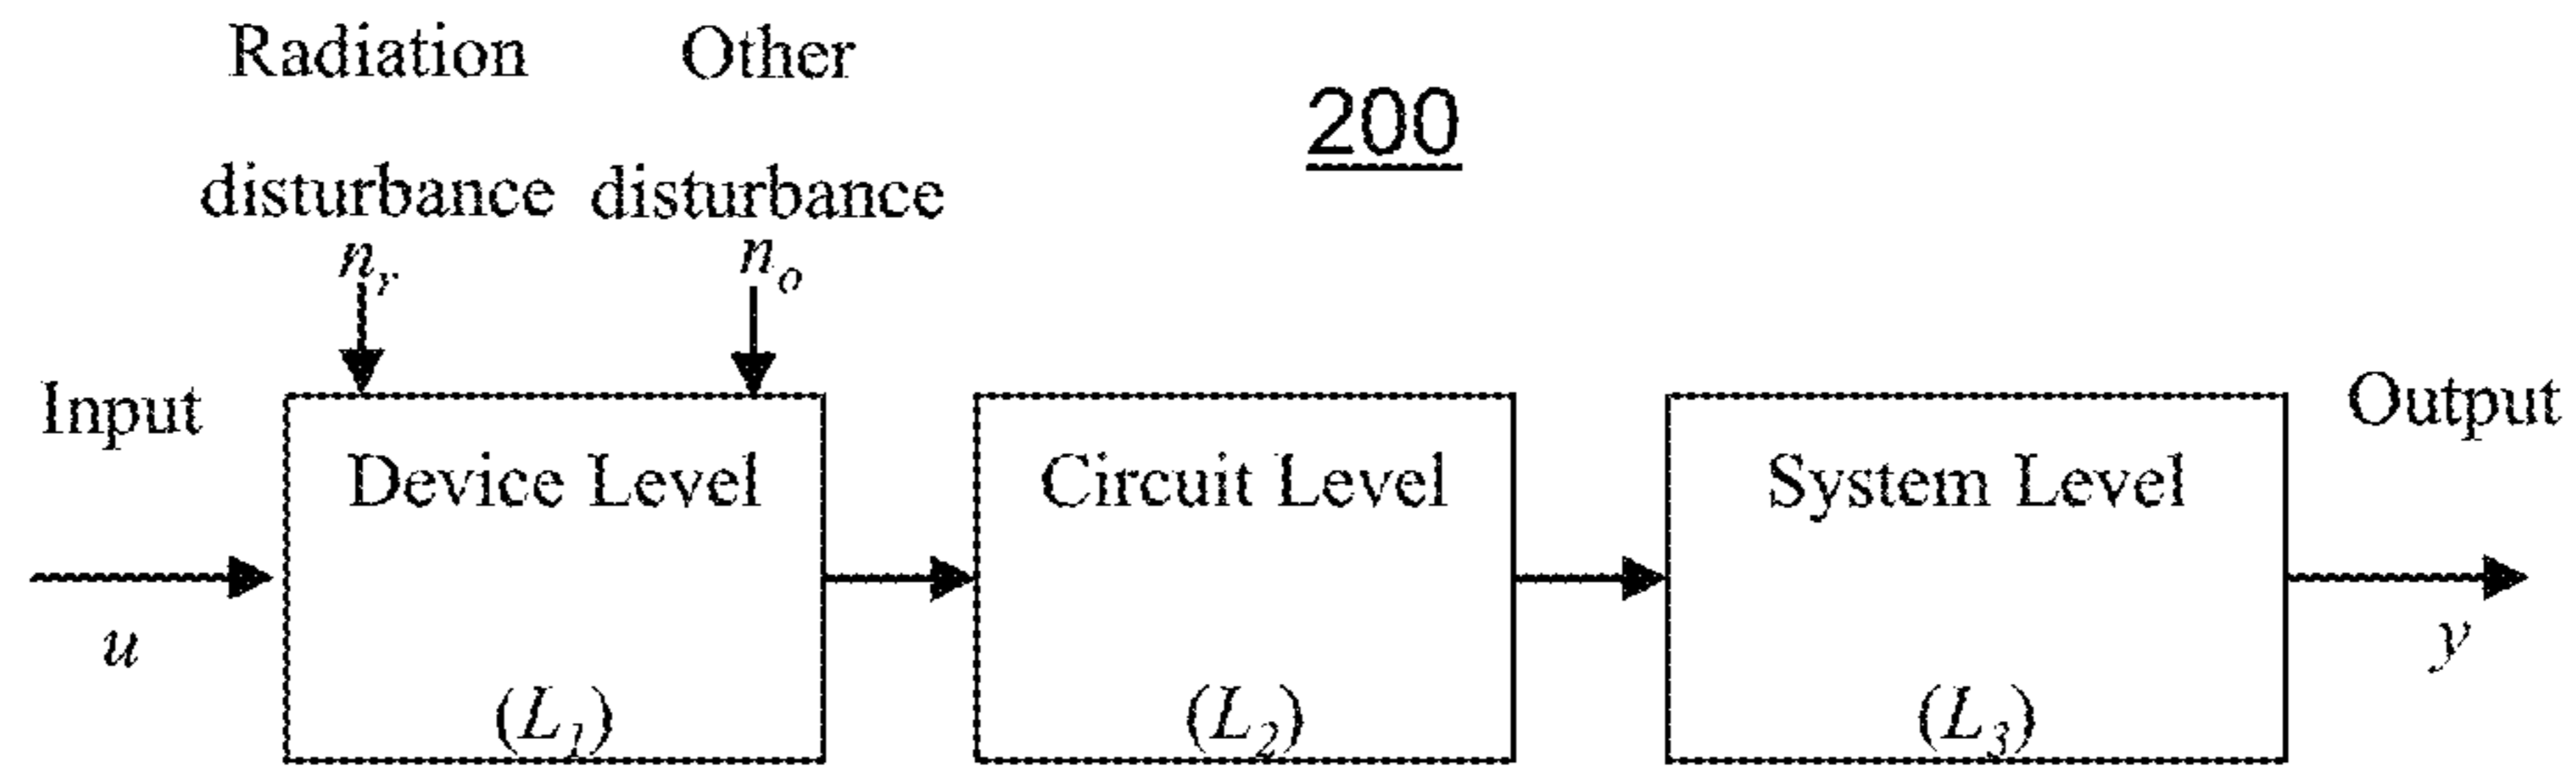 Radiation Other
200
disturbance disturbance
n_r n_o
Input Output
Device Level Circuit Level System Level
u y
(L_1) (L_2) (L_3)